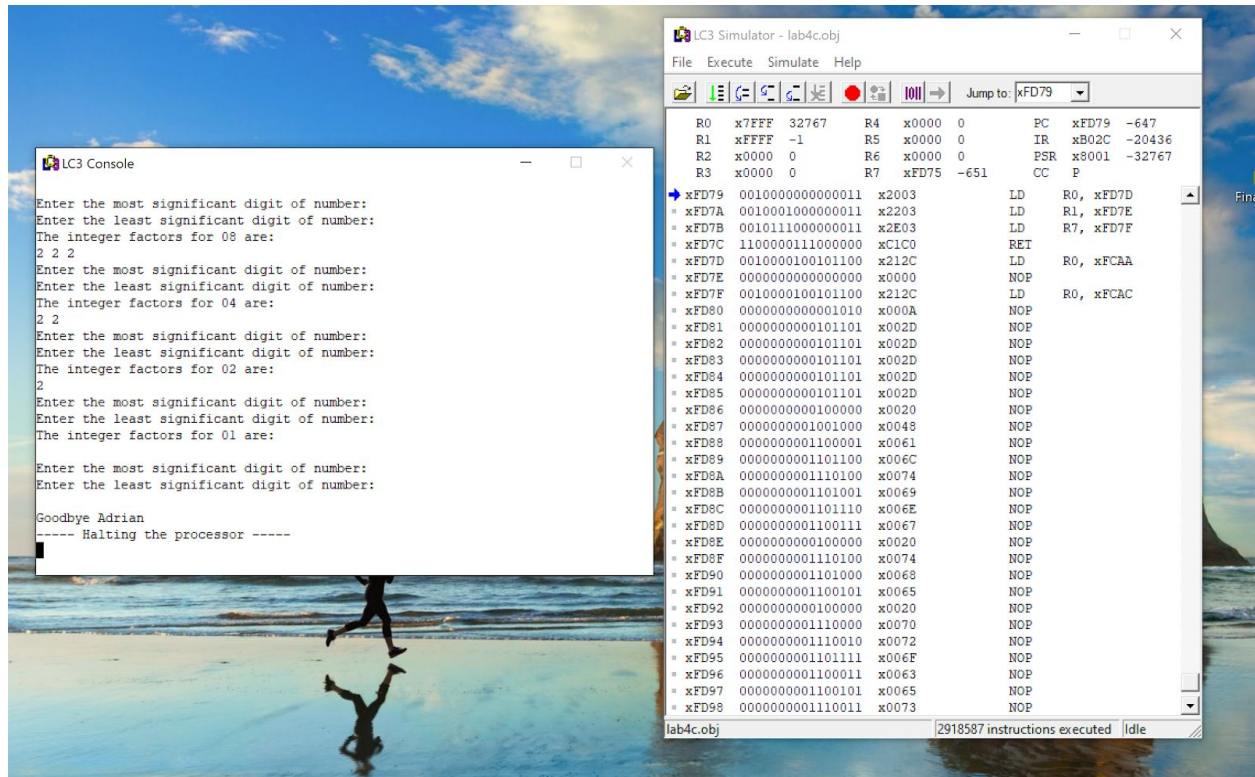 LC3 Console
Enter the most significant digit of number:
Enter the least significant digit of number:
The integer factors for 08 are:
2 2 2
Enter the most significant digit of number:
Enter the least significant digit of number:
The integer factors for 04 are:
2 2
Enter the most significant digit of number:
Enter the least significant digit of number:
The integer factors for 02 are:
2
Enter the most significant digit of number:
Enter the least significant digit of number:
The integer factors for 01 are:
Enter the most significant digit of number:
Enter the least significant digit of number:
Goodbye Adrian
----- Halting the processor -----
LC3 Simulator - lab4c.obj
File Execute Simulate Help
Jump to: xFD79
R0 x7FFF 32767 R4 x0000 0 PC xFD79 -647
R1 xFFFF -1 R5 x0000 0 IR xB02C -20436
R2 x0000 0 R6 x0000 0 PSR x8001 -32767
R3 x0000 0 R7 xFD75 -651 CC P
xFD79 0010000000000011 x2003 LD R0, xFD7D
xFD7A 0010001000000011 x2203 LD R1, xFD7E
xFD7B 0010111000000011 x2E03 LD R7, xFD7F
xFD7C 1100000111000000 xC1C0 RET
xFD7D 0010000100101100 x212C LD R0, xFCAA
xFD7E 0000000000000000 x0000 NOP
xFD7F 0010000100101100 x212C LD R0, xFCAC
xFD80 0000000000001010 x000A NOP
xFD81 0000000000101101 x002D NOP
xFD82 0000000000101101 x002D NOP
xFD83 0000000000101101 x002D NOP
xFD84 0000000000101101 x002D NOP
xFD85 0000000000101101 x002D NOP
xFD86 0000000000100000 x0020 NOP
xFD87 0000000001001000 x0048 NOP
xFD88 0000000001100001 x0061 NOP
xFD89 0000000001101100 x006C NOP
xFD8A 0000000001110100 x0074 NOP
xFD8B 0000000001101001 x0069 NOP
xFD8C 0000000001101110 x006E NOP
xFD8D 0000000001100111 x0067 NOP
xFD8E 0000000000100000 x0020 NOP
xFD8F 0000000001110100 x0074 NOP
xFD90 0000000001101000 x0068 NOP
xFD91 0000000001100101 x0065 NOP
xFD92 0000000000100000 x0020 NOP
xFD93 0000000001110000 x0070 NOP
xFD94 0000000001110010 x0072 NOP
xFD95 0000000001101111 x006F NOP
xFD96 0000000001100011 x0063 NOP
xFD97 0000000001100101 x0065 NOP
xFD98 0000000001110011 x0073 NOP
lab4c.obj 2918587 instructions executed Idle
Fina